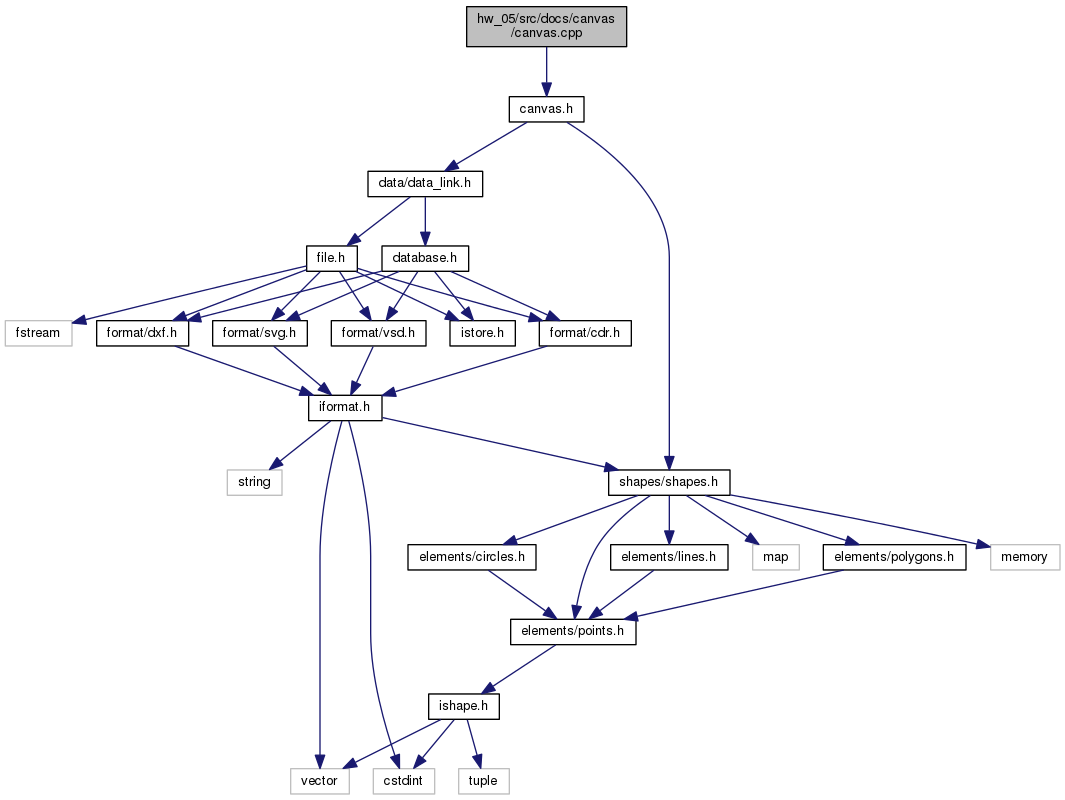 hw_05/src/docs/canvas
/canvas.cpp
canvas.h
data/data_link.h
file.h
database.h
fstream
format/dxf.h
format/svg.h
format/vsd.h
istore.h
format/cdr.h
iformat.h
string
shapes/shapes.h
elements/circles.h
elements/lines.h
map
elements/polygons.h
memory
elements/points.h
ishape.h
vector
cstdint
tuple